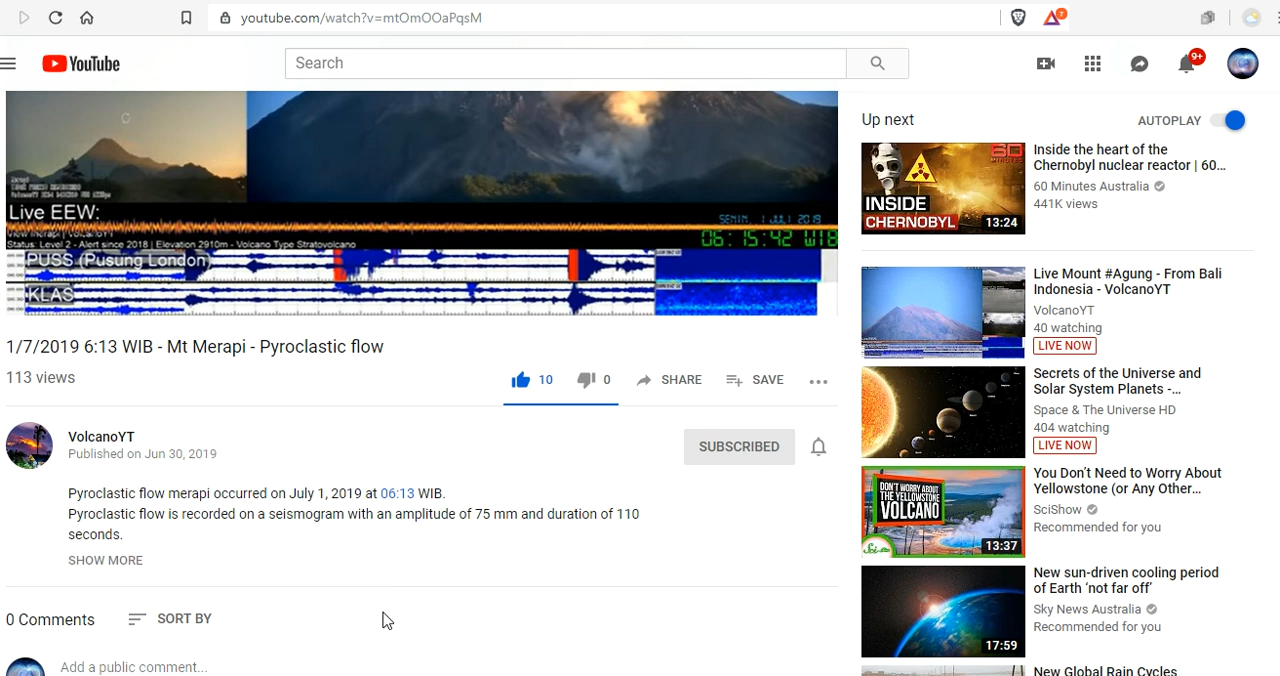 youtube.com/watch?v=mtOmOOaPqsM
7
YouTube
Search
9+
Live EEW:
SENIN, 1 JULI 2019
Status: Level 2 - Alert since 2018 | Elevation 2910m - Volcano Type Stratovolcano
06:15:42 WIB
PUSS (Pusung London)
KLAS
1/7/2019 6:13 WIB - Mt Merapi - Pyroclastic flow
113 views
10
0
SHARE
SAVE
VolcanoYT
Published on Jun 30, 2019
SUBSCRIBED
Pyroclastic flow merapi occurred on July 1, 2019 at 06:13 WIB.
Pyroclastic flow is recorded on a seismogram with an amplitude of 75 mm and duration of 110
seconds.
SHOW MORE
0 Comments
SORT BY
Add a public comment...
Up next
AUTOPLAY
60
MINUTES
INSIDE
CHERNOBYL
13:24
Inside the heart of the
Chernobyl nuclear reactor | 60...
60 Minutes Australia
441K views
Live Mount #Agung - From Bali
Indonesia - VolcanoYT
VolcanoYT
40 watching
LIVE NOW
Secrets of the Universe and
Solar System Planets -...
Space & The Universe HD
404 watching
LIVE NOW
DON'T WORRY ABOUT
THE YELLOWSTONE
VOLCANO
Sci
13:37
You Don't Need to Worry About
Yellowstone (or Any Other...
SciShow
Recommended for you
17:59
New sun-driven cooling period
of Earth 'not far off'
Sky News Australia
Recommended for you
New Global Rain Cycles